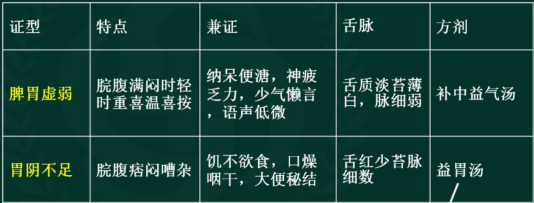 证型 特点 兼证 舌脉 方剂
脾胃虚弱 脘腹满闷时轻时重喜温喜按 纳呆便溏，神疲乏力，少气懒言，语声低微 舌质淡苔薄白，脉细弱 补中益气汤
胃阴不足 脘腹痞闷嘈杂 饥不欲食，口燥咽干，大便秘结 舌红少苔脉细数 益胃汤